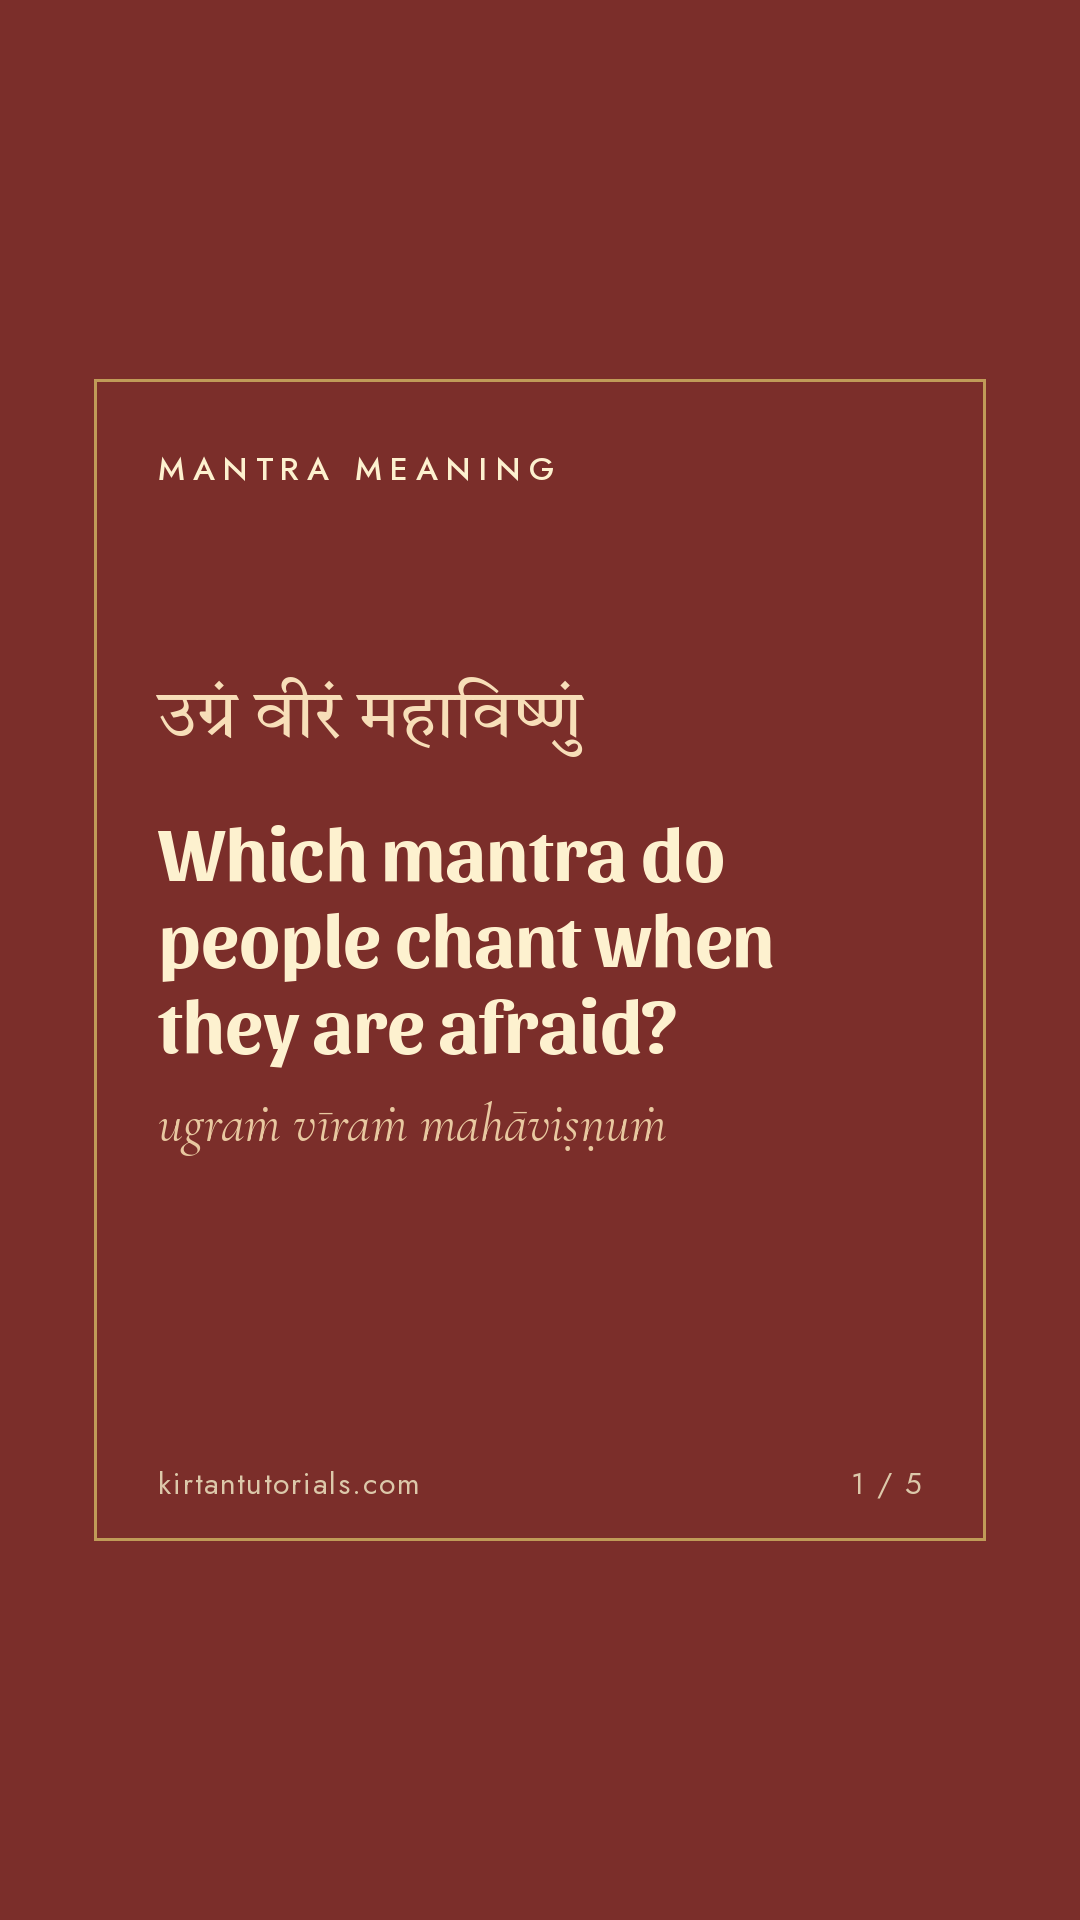 MANTRA MEANING
उग्रं वीरं महाविष्णुं
Which mantra do
people chant when
they are afraid?
ugraṁ vīraṁ mahāviṣṇuṁ
kirtantutorials.com
1 / 5